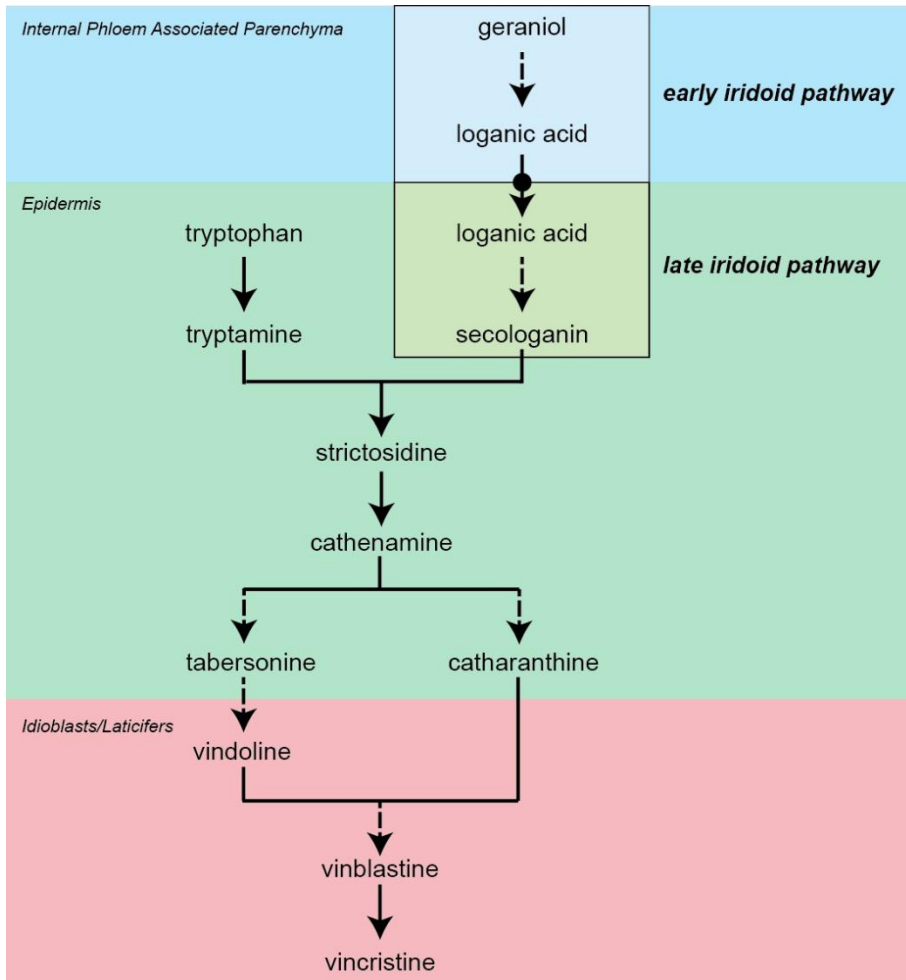 Internal Phloem Associated Parenchyma
geraniol
early iridoid pathway
loganic acid
Epidermis
tryptophan
loganic acid
late iridoid pathway
tryptamine
secologanin
strictosidine
cathenamine
tabersonine
catharanthine
Idioblasts/Laticifers
vindoline
vinblastine
vincristine